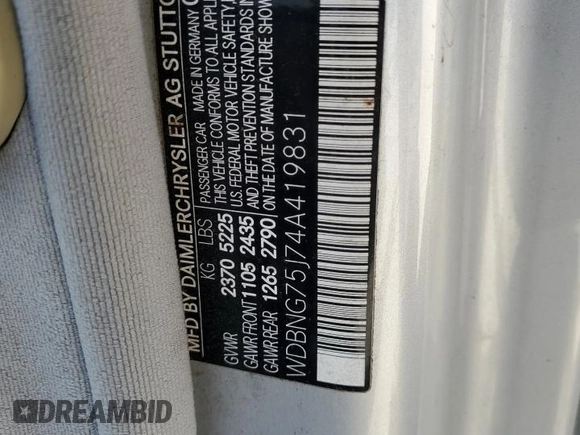 MFD BY DAIMLERCHRYSLER AG STUTTG
KG LBS PASSENGER CAR MADE IN GERMANY
GVWR 2370 5225 THIS VEHICLE CONFORMS TO ALL APPLI
GAWR FRONT 1105 2435 U.S. FEDERAL MOTOR VEHICLE SAFETY,
GAWR REAR 1265 2790 AND THEFT PREVENTION STANDARDS IN
ON THE DATE OF MANUFACTURE SHOW
WDBNG75J74A419831
DREAMBID